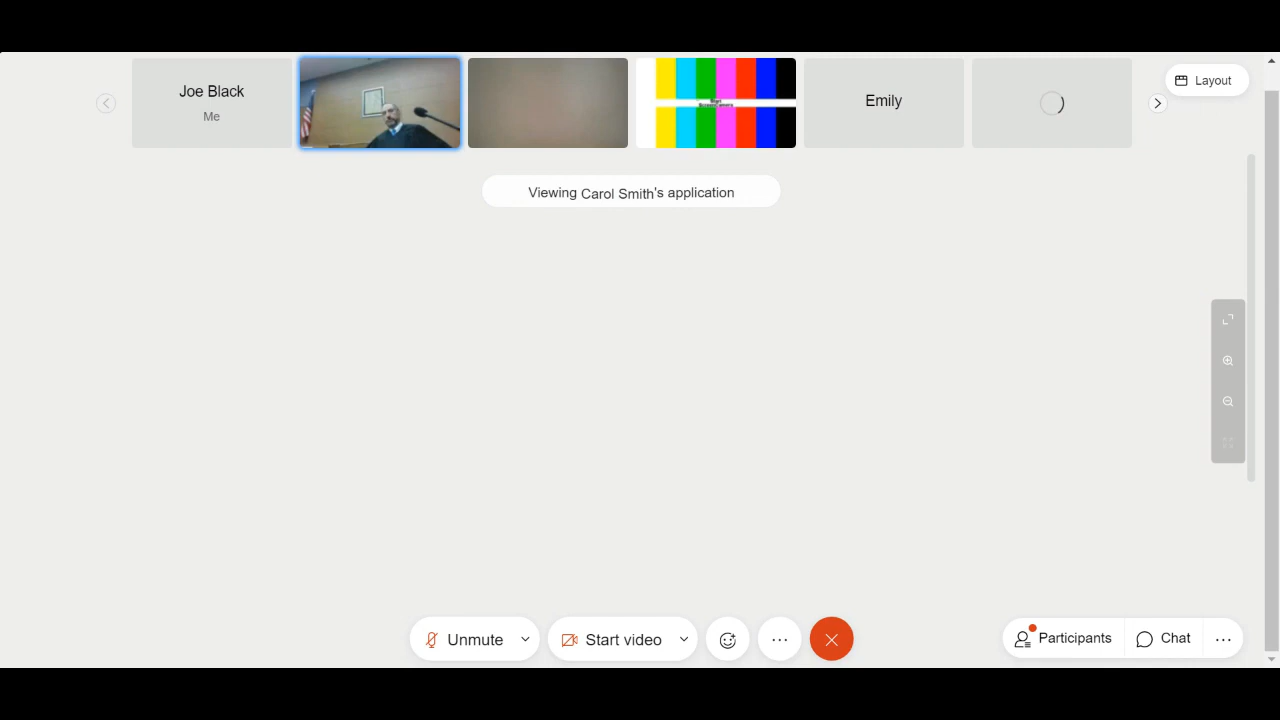 Joe Black
Me
Emily
Layout
Viewing Carol Smith's application
Unmute
Start video
Participants
Chat